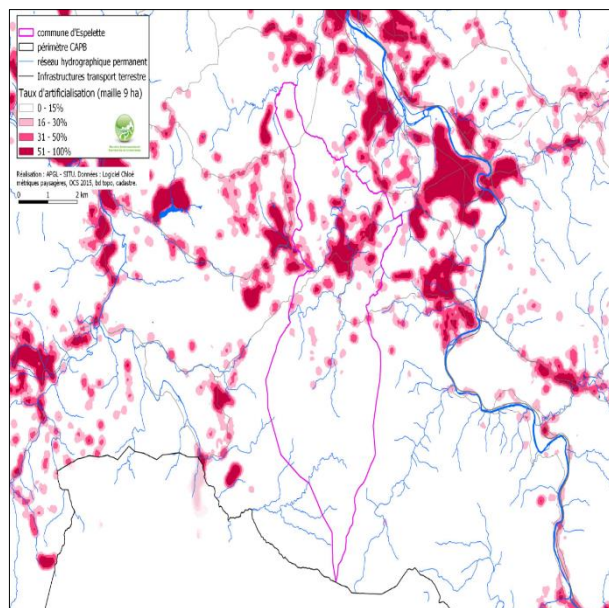 commune d'Espelette
périmètre CAPB
réseau hydrographique permanent
Infrastructures transport terrestre
Taux d'artificialisation (maille 9 ha)
0 - 15%
16 - 30%
31 - 50%
51 - 100%
Réalisation : APGL - SITU. Données : Logiciel Chloé
métriques paysagères, OCS 2015, bd topo, cadastre.
0 1 2 km